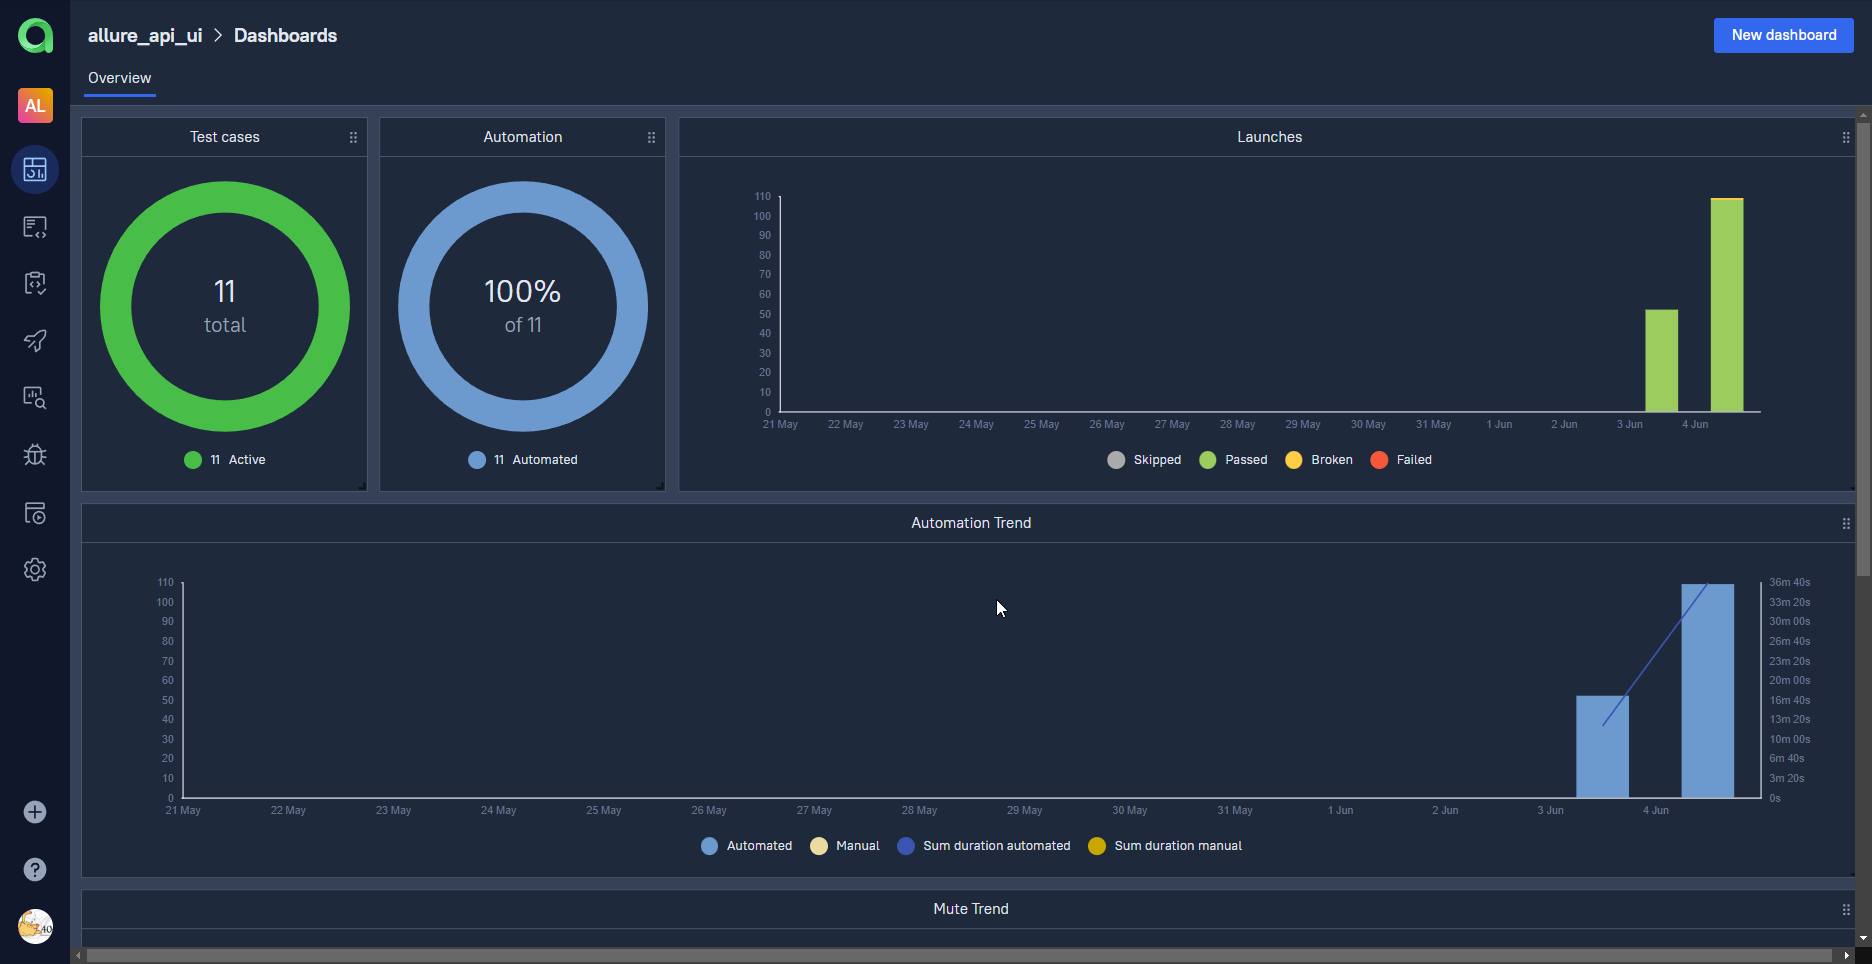 allure_api_ui > Dashboards
New dashboard
Overview
AL
Test cases
11
total
11 Active
Automation
100%
of 11
11 Automated
Launches
110
100
90
80
70
60
50
40
30
20
10
0
21 May 22 May 23 May 24 May 25 May 26 May 27 May 28 May 29 May 30 May 31 May 1 Jun 2 Jun 3 Jun 4 Jun
Skipped Passed Broken Failed
Automation Trend
110
100
90
80
70
60
50
40
30
20
10
0
36m 40s
33m 20s
30m 00s
26m 40s
23m 20s
20m 00s
16m 40s
13m 20s
10m 00s
6m 40s
3m 20s
0s
21 May 22 May 23 May 24 May 25 May 26 May 27 May 28 May 29 May 30 May 31 May 1 Jun 2 Jun 3 Jun 4 Jun
Automated Manual Sum duration automated Sum duration manual
Mute Trend
?
40